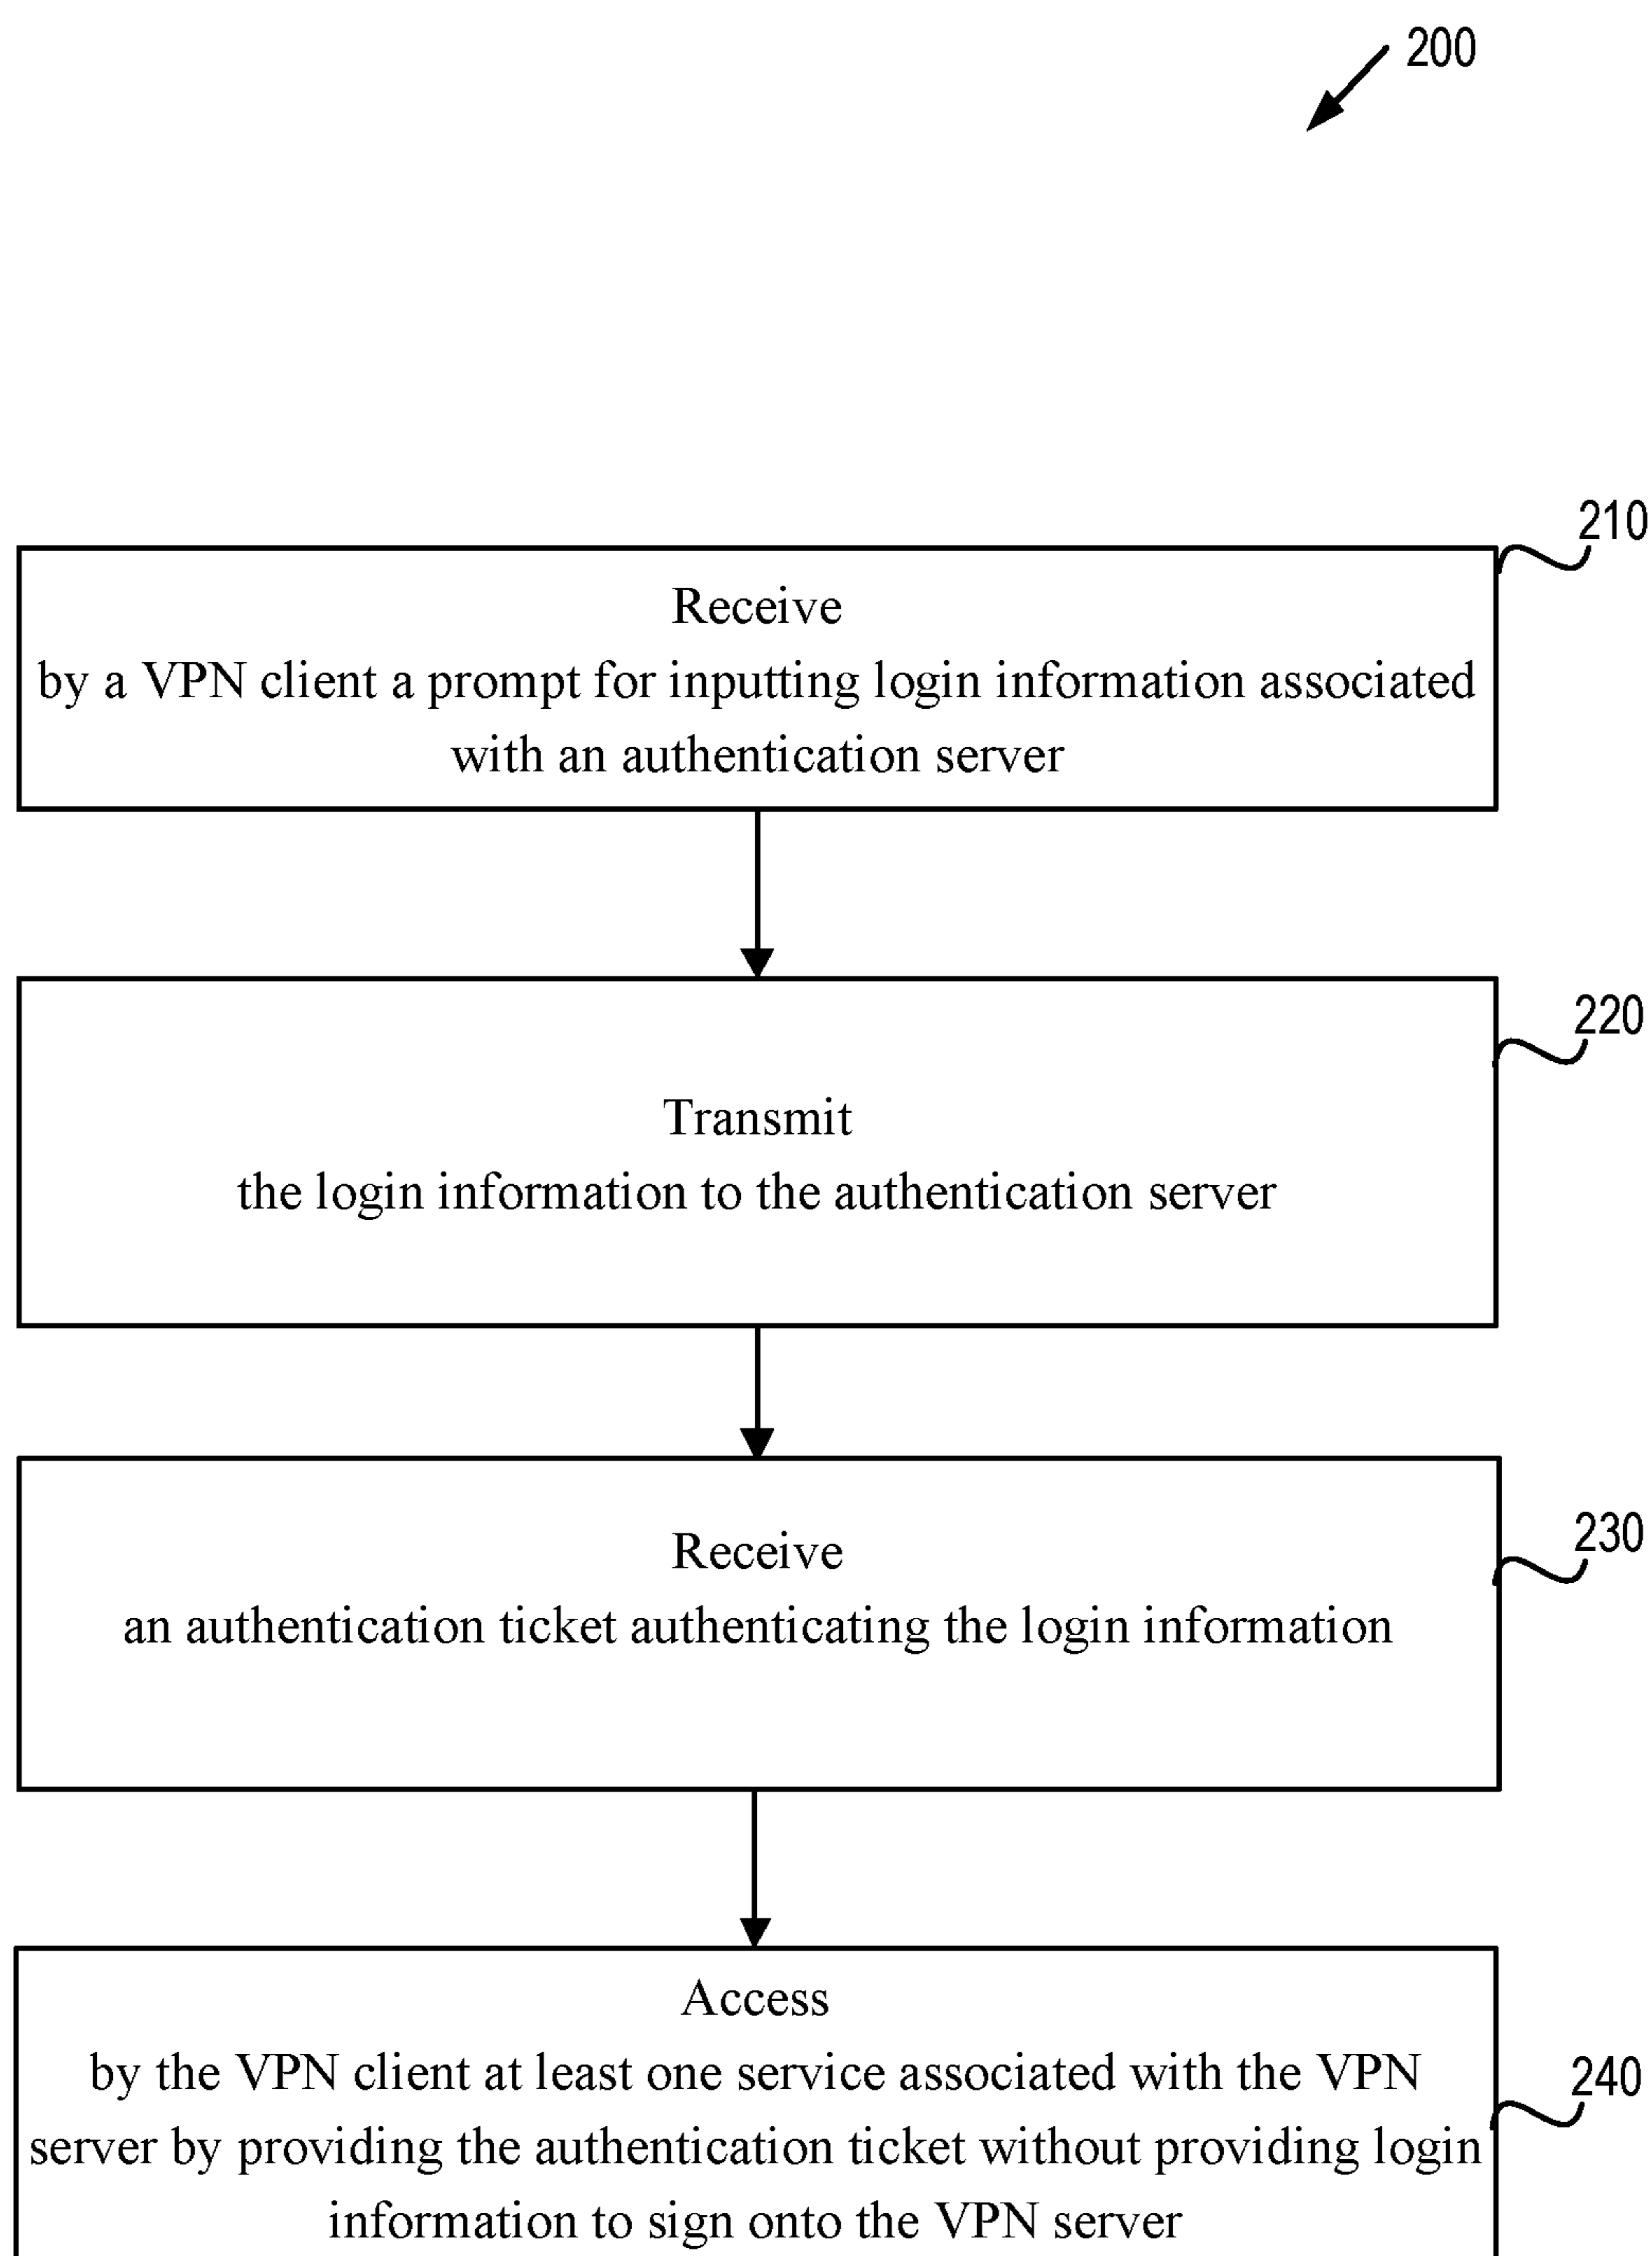 200
210
Receive
by a VPN client a prompt for inputting login information associated
with an authentication server
220
Transmit
the login information to the authentication server
230
Receive
an authentication ticket authenticating the login information
240
Access
by the VPN client at least one service associated with the VPN
server by providing the authentication ticket without providing login
information to sign onto the VPN server